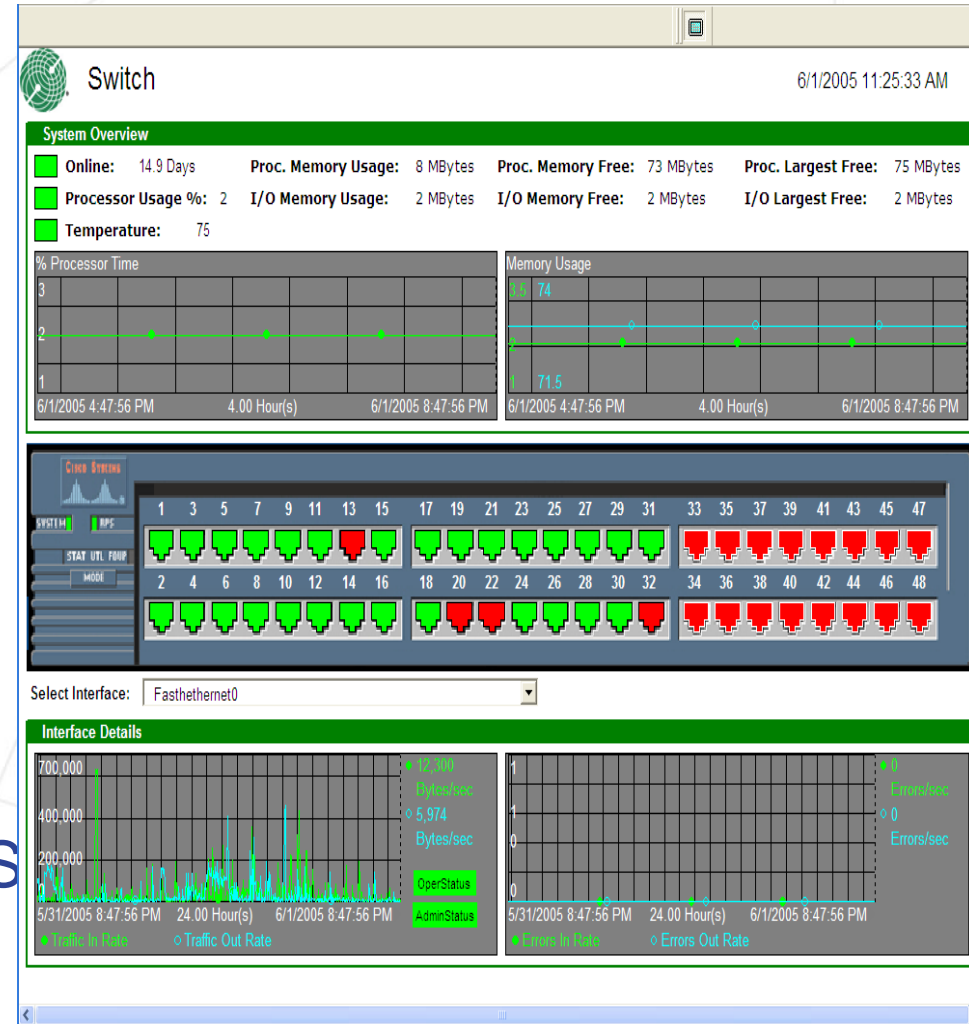 Switch
6/1/2005 11:25:33 AM
System Overview
Online: 14.9 Days Proc. Memory Usage: 8 MBytes Proc. Memory Free: 73 MBytes Proc. Largest Free: 75 MBytes
Processor Usage %: 2 I/O Memory Usage: 2 MBytes I/O Memory Free: 2 MBytes I/O Largest Free: 2 MBytes
Temperature: 75
% Processor Time
3
2
1
6/1/2005 4:47:56 PM 4.00 Hour(s) 6/1/2005 8:47:56 PM
Memory Usage
3.5 74
2
1 71.5
6/1/2005 4:47:56 PM 4.00 Hour(s) 6/1/2005 8:47:56 PM
CISCO SYSTEMS
SYSTEM RPS
STAT UTL FDUP
MODE
1 3 5 7 9 11 13 15 17 19 21 23 25 27 29 31 33 35 37 39 41 43 45 47
2 4 6 8 10 12 14 16 18 20 22 24 26 28 30 32 34 36 38 40 42 44 46 48
Select Interface: Fasthethernet0
Interface Details
700,000
400,000
200,000
0
12,300
Bytes/sec
5,974
Bytes/sec
OperStatus
AdminStatus
5/31/2005 8:47:56 PM 24.00 Hour(s) 6/1/2005 8:47:56 PM
Traffic In Rate Traffic Out Rate
1
1
0
0
0
Errors/sec
0
Errors/sec
5/31/2005 8:47:56 PM 24.00 Hour(s) 6/1/2005 8:47:56 PM
Errors In Rate Errors Out Rate
s